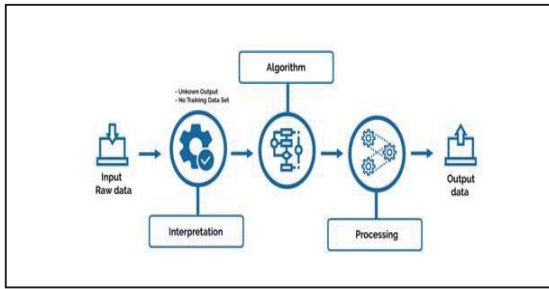 Algorithm
- Unkown Output
- No Training Data Set
Input
Raw data
Output
data
Interpretation
Processing